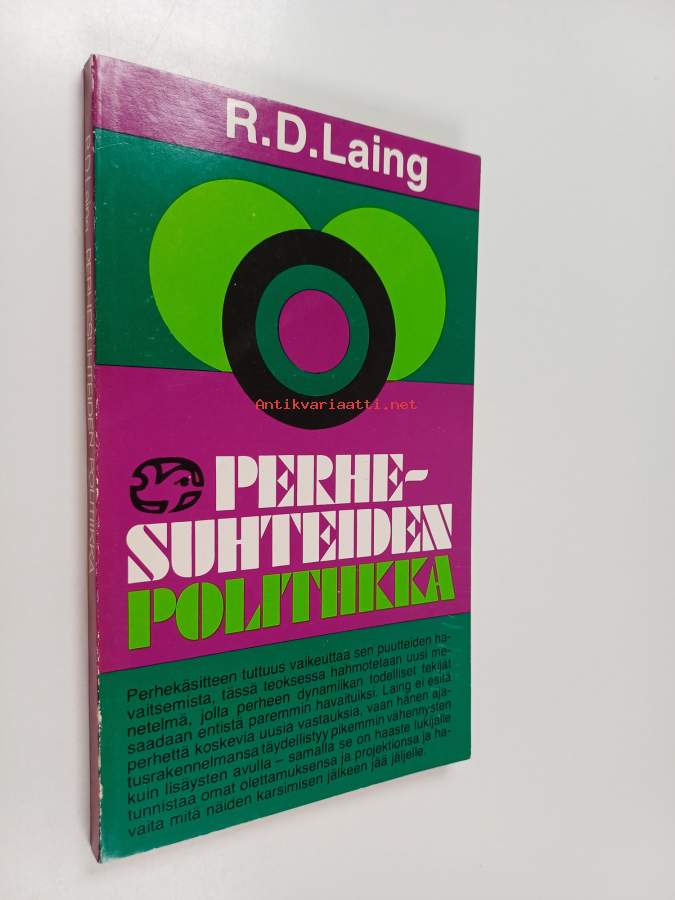 R.D.Laing
Antikvariaatti.net
PERHE-
SUHTEIDEN
POLITIIKKA
Perhekäsitteen tuttuus vaikeuttaa sen puutteiden ha-
vaitsemista, tässä teoksessa hahmotetaan uusi me-
netelmä, jolla perheen dynamiikan todelliset tekijät
saadaan entistä paremmin havaituiksi. Laing ei esitä
perhettä koskevia uusia vastauksia, vaan hänen aja-
tusrakennelmansa täydellistyy pikemmin vähennysten
kuin lisäysten avulla – samalla se on haaste lukijalle
tunnistaa omat olettamuksensa ja projektionsa ja ha-
vaita mitä näiden karsimisen jälkeen jää jäljelle.
R.D. Laing PERHESUHTEIDEN POLITIIKKA